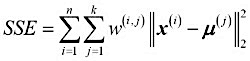 $SSE = \sum_{i=1}^{n} \sum_{j=1}^{k} w^{(i,j)} \left\| \boldsymbol{x}^{(i)} - \boldsymbol{\mu}^{(j)} \right\|_2^2$